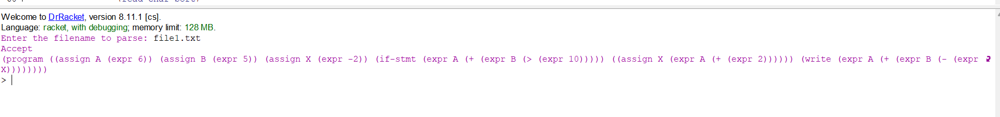 Welcome to DrRacket, version 8.11.1 [cs].
Language: racket, with debugging; memory limit: 128 MB.
Enter the filename to parse: file1.txt
Accept
(program ((assign A (expr 6)) (assign B (expr 5)) (assign X (expr -2)) (if-stmt (expr A (+ (expr B (> (expr 10))))) ((assign X (expr A (+ (expr 2)))))) (write (expr A (+ (expr B (- (expr
X))))))))
>